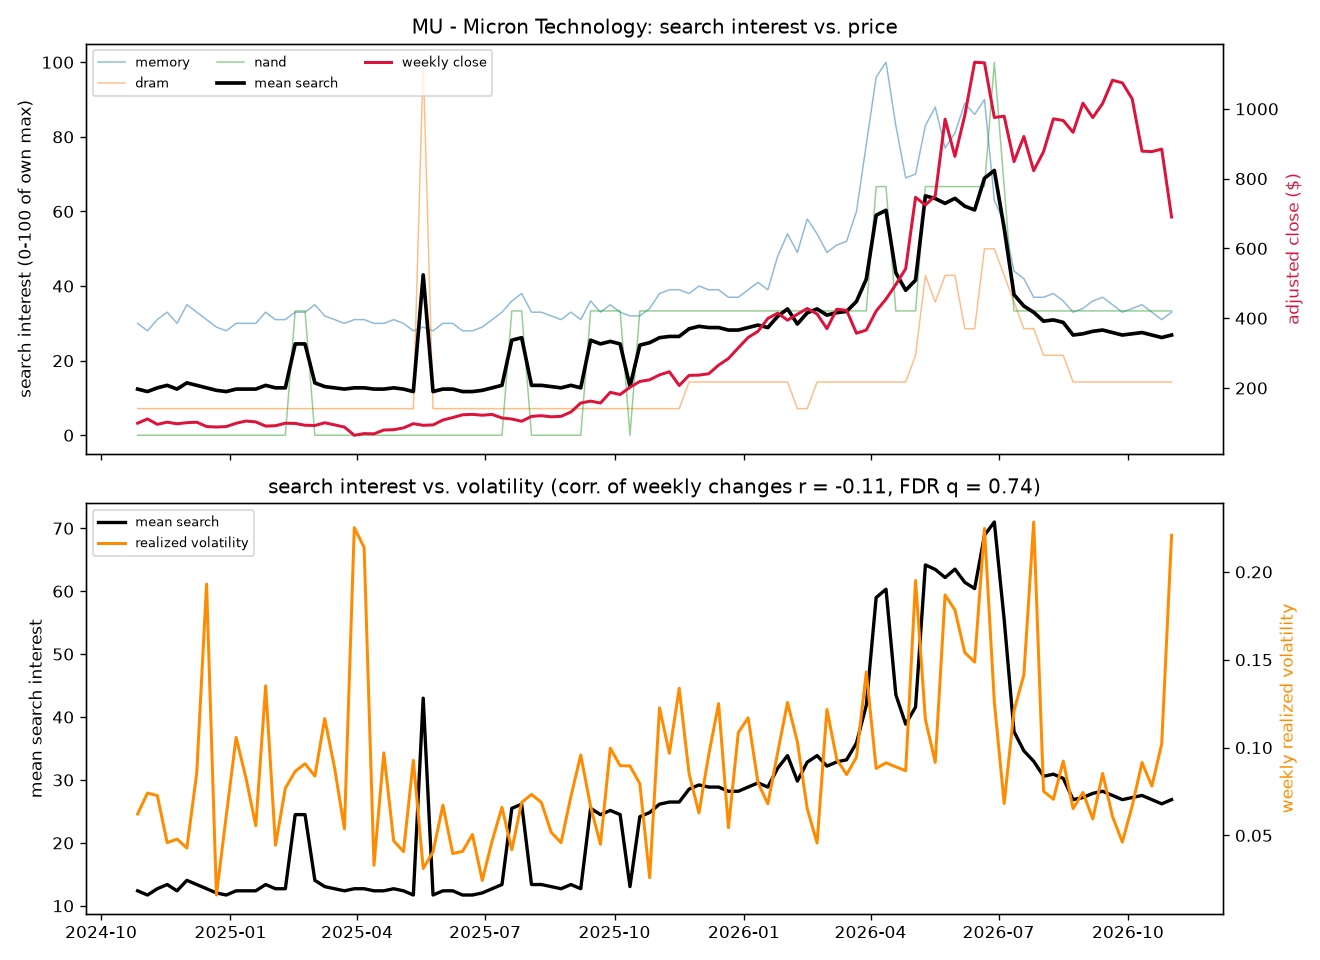 MU - Micron Technology: search interest vs. price
search interest (0-100 of own max)
100
80
60
40
20
0
memory
dram
nand
mean search
weekly close
1000
800
600
400
200
adjusted close ($)
search interest vs. volatility (corr. of weekly changes r = -0.11, FDR q = 0.74)
mean search interest
70
60
50
40
30
20
10
mean search
realized volatility
0.20
0.15
0.10
0.05
weekly realized volatility
2024-10
2025-01
2025-04
2025-07
2025-10
2026-01
2026-04
2026-07
2026-10